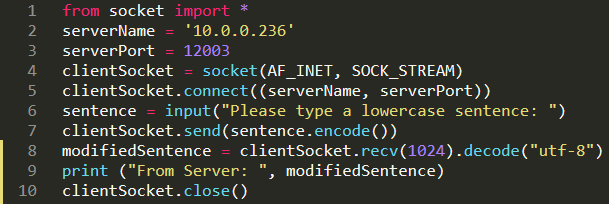 1 from socket import *
2 serverName = '10.0.0.236'
3 serverPort = 12003
4 clientSocket = socket(AF_INET, SOCK_STREAM)
5 clientSocket.connect((serverName, serverPort))
6 sentence = input("Please type a lowercase sentence: ")
7 clientSocket.send(sentence.encode())
8 modifiedSentence = clientSocket.recv(1024).decode("utf-8")
9 print ("From Server: ", modifiedSentence)
10 clientSocket.close()